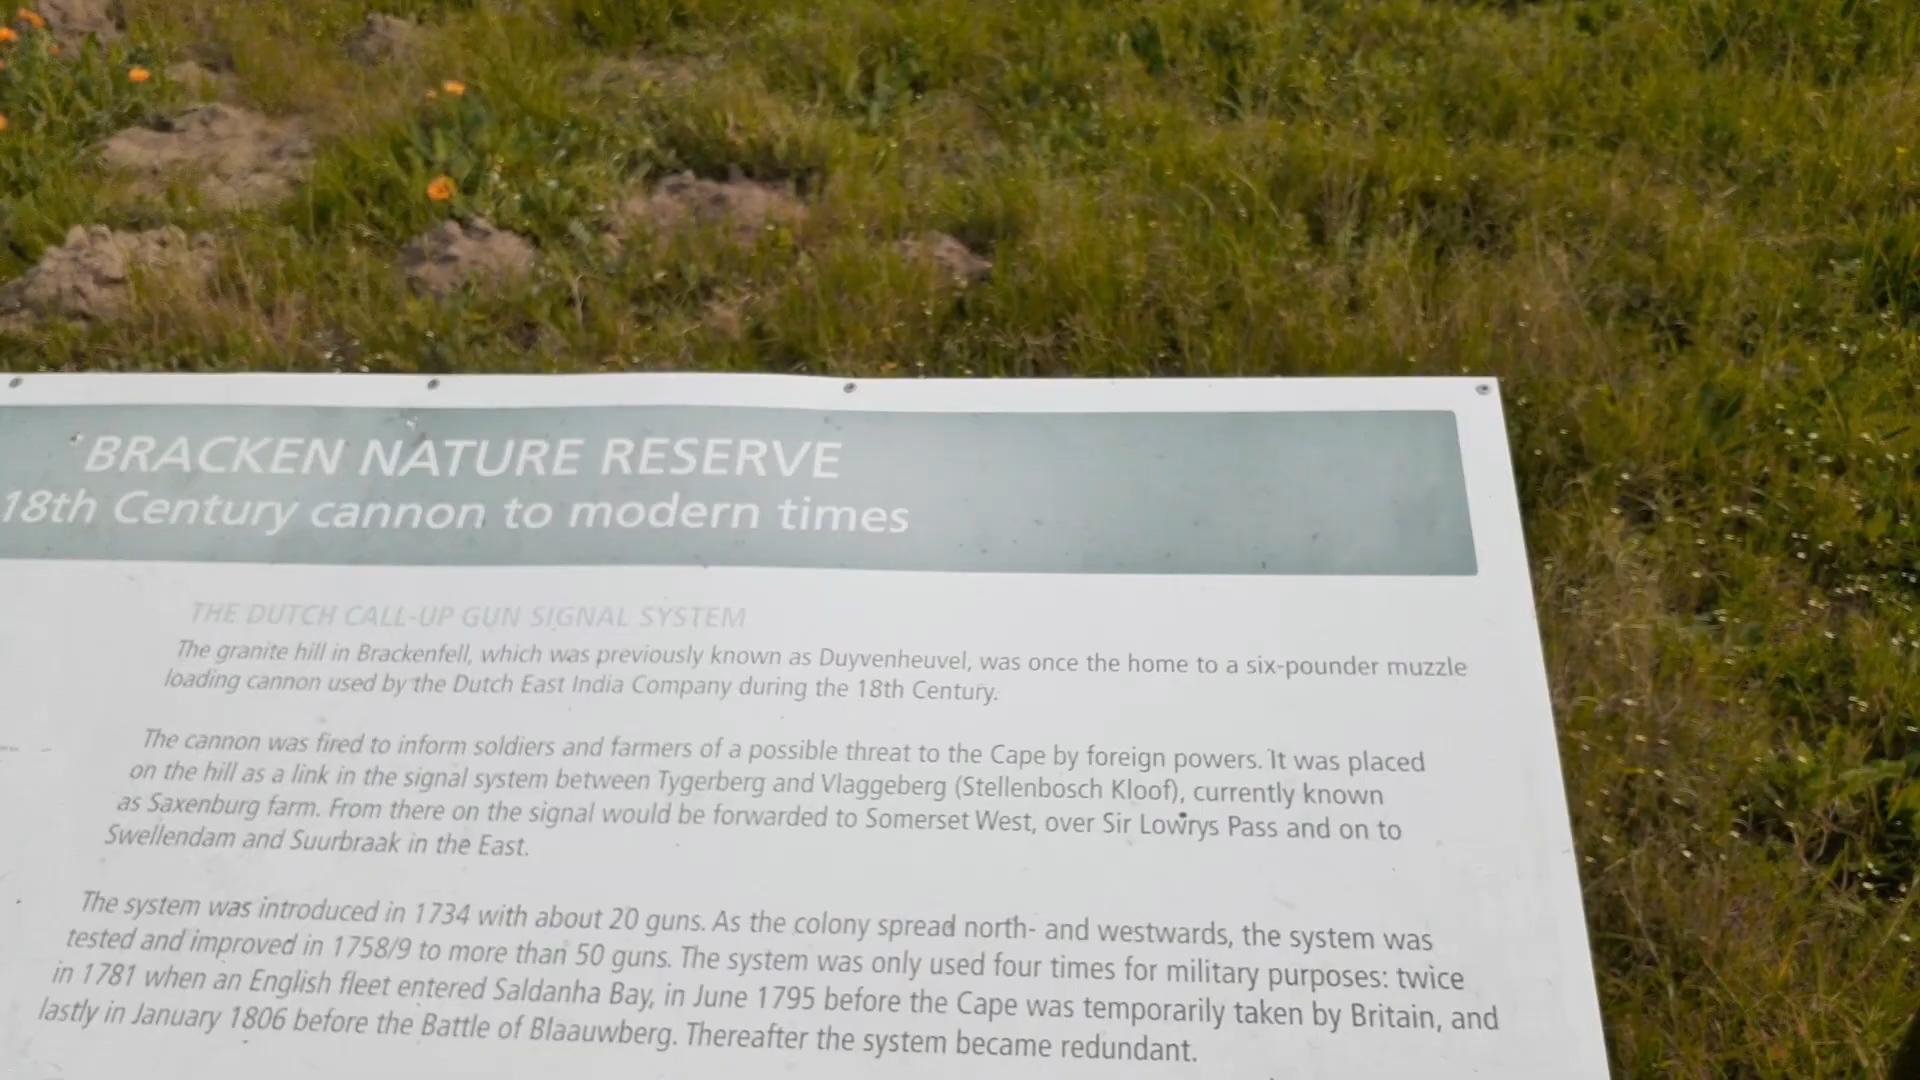 BRACKEN NATURE RESERVE
18th Century cannon to modern times
THE DUTCH CALL-UP GUN SIGNAL SYSTEM
The granite hill in Brackenfell, which was previously known as Duyvenheuvel, was once the home to a six-pounder muzzle
loading cannon used by the Dutch East India Company during the 18th Century.
The cannon was fired to inform soldiers and farmers of a possible threat to the Cape by foreign powers. It was placed
on the hill as a link in the signal system between Tygerberg and Vlaggeberg (Stellenbosch Kloof), currently known
as Saxenburg farm. From there on the signal would be forwarded to Somerset West, over Sir Lowrys Pass and on to
Swellendam and Suurbraak in the East.
The system was introduced in 1734 with about 20 guns. As the colony spread north- and westwards, the system was
tested and improved in 1758/9 to more than 50 guns. The system was only used four times for military purposes: twice
in 1781 when an English fleet entered Saldanha Bay, in June 1795 before the Cape was temporarily taken by Britain, and
lastly in January 1806 before the Battle of Blaauwberg. Thereafter the system became redundant.